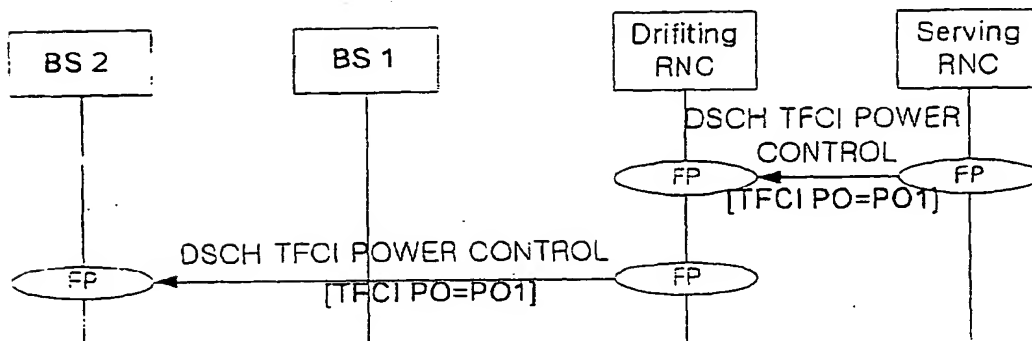 BS 2
BS 1
Drifiting
RNC
Serving
RNC
DSCH TFCI POWER
CONTROL
FP
FP
[TFCI PO=PO1]
DSCH TFCI POWER CONTROL
FP
FP
[TFCI PO=PO1]